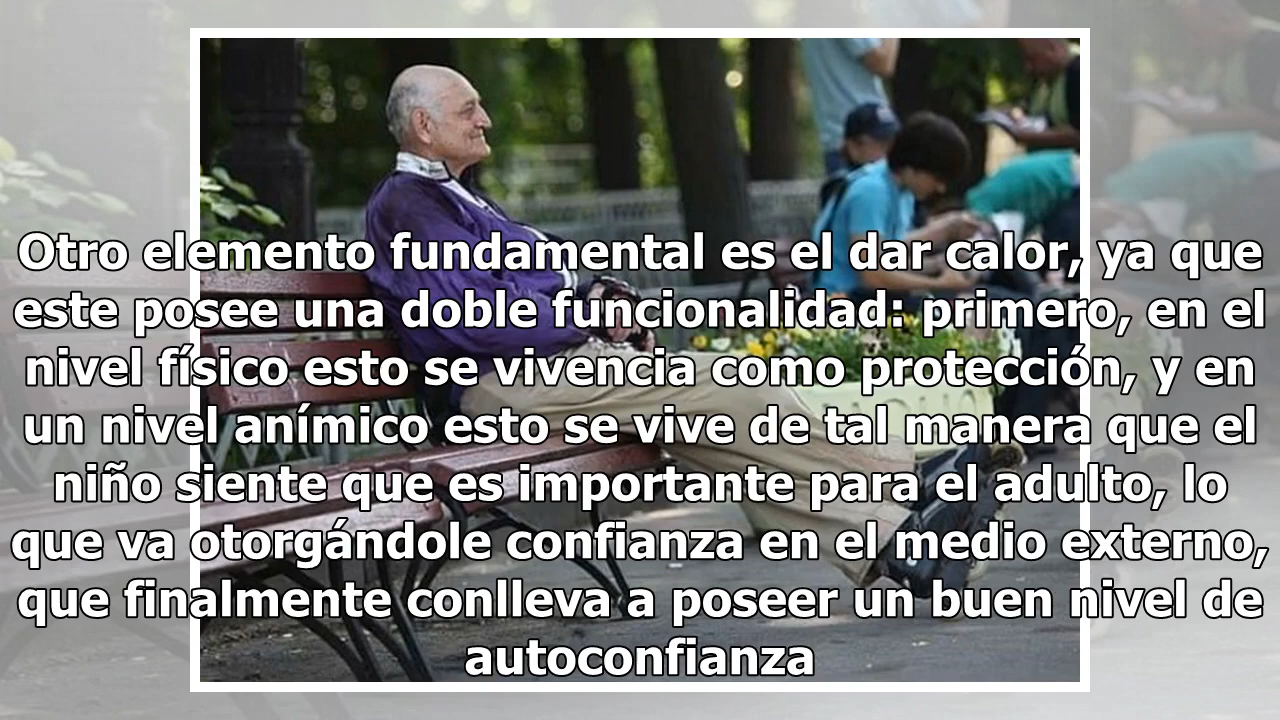 Otro elemento fundamental es el dar calor, ya que
este posee una doble funcionalidad: primero, en el
nivel físico esto se vivencia como protección, y en
un nivel anímico esto se vive de tal manera que el
niño siente que es importante para el adulto, lo
que va otorgándole confianza en el medio externo,
que finalmente conlleva a poseer un buen nivel de
autoconfianza